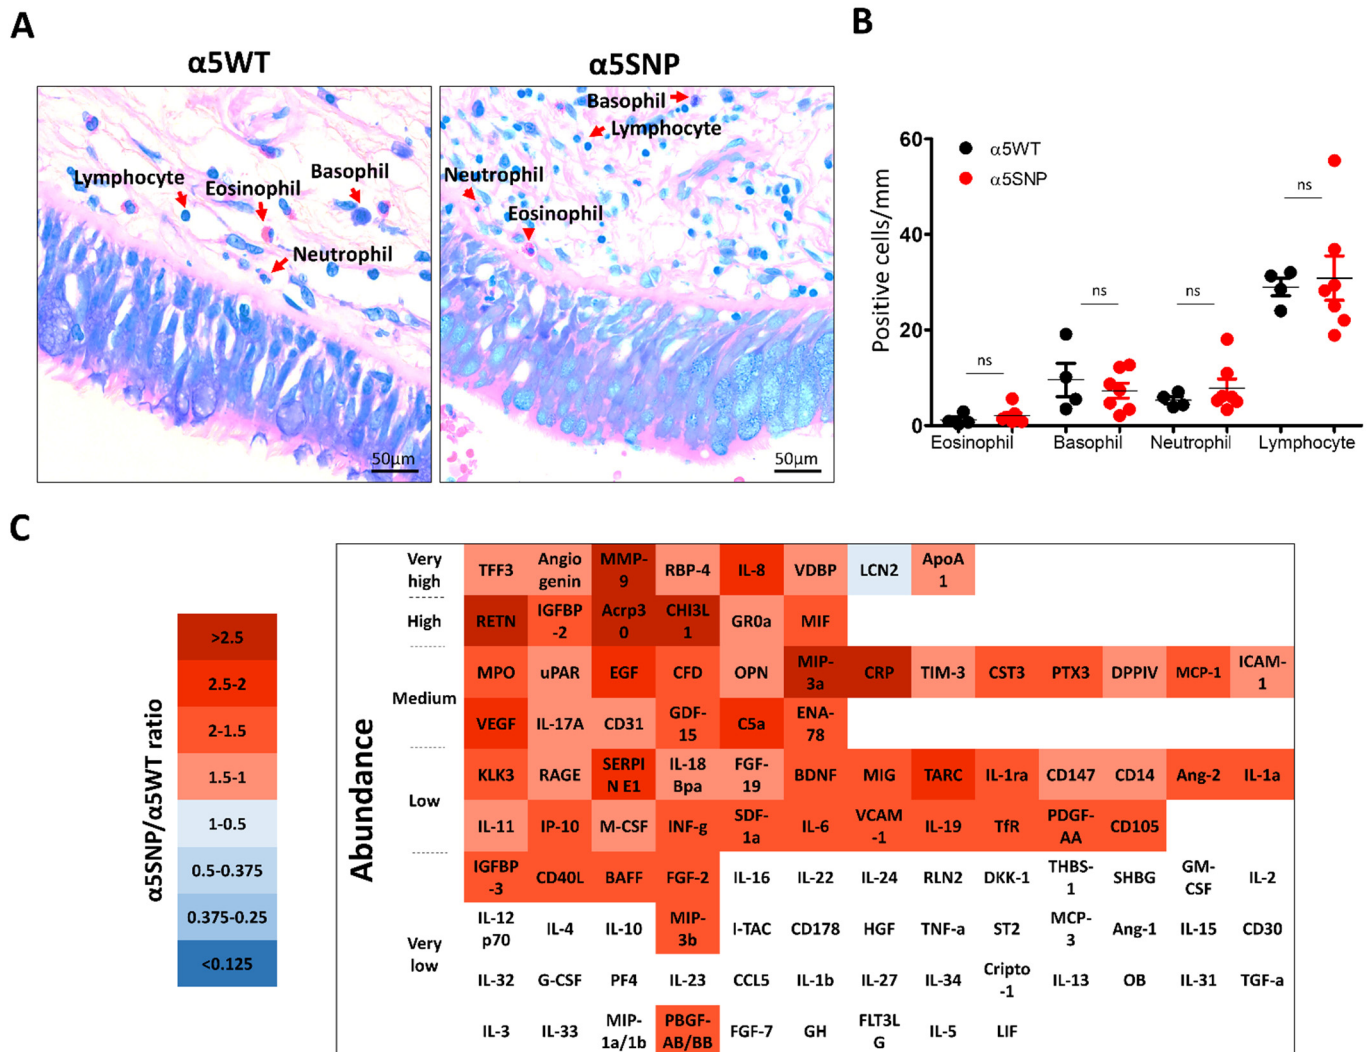 A
α5WT
α5SNP
Lymphocyte
Eosinophil
Basophil
Neutrophil
50µm
Basophil
Lymphocyte
Neutrophil
Eosinophil
50µm
B
Positive cells/mm
60
40
20
0
α5WT
α5SNP
ns
ns
ns
ns
Eosinophil
Basophil
Neutrophil
Lymphocyte
C
α5SNP/α5WT ratio
>2.5
2.5-2
2-1.5
1.5-1
1-0.5
0.5-0.375
0.375-0.25
<0.125
Abundance
Very
high
TFF3
Angio
genin
MMP-
9
RBP-4
IL-8
VDBP
LCN2
ApoA
1
High
RETN
IGFBP
-2
Acrp3
0
CHI3L
1
GR0a
MIF
Medium
MPO
uPAR
EGF
CFD
OPN
MIP-
3a
CRP
TIM-3
CST3
PTX3
DPPIV
MCP-1
ICAM-
1
VEGF
IL-17A
CD31
GDF-
15
C5a
ENA-
78
Low
KLK3
RAGE
SERPI
N E1
IL-18
Bpa
FGF-
19
BDNF
MIG
TARC
IL-1ra
CD147
CD14
Ang-2
IL-1a
IL-11
IP-10
M-CSF
INF-g
SDF-
1a
IL-6
VCAM
-1
IL-19
TfR
PDGF-
AA
CD105
Very
low
IGFBP
-3
CD40L
BAFF
FGF-2
IL-16
IL-22
IL-24
RLN2
DKK-1
THBS-
1
SHBG
GM-
CSF
IL-2
IL-12
p70
IL-4
IL-10
MIP-
3b
I-TAC
CD178
HGF
TNF-a
ST2
MCP-
3
Ang-1
IL-15
CD30
IL-32
G-CSF
PF4
IL-23
CCL5
IL-1b
IL-27
IL-34
Cripto
-1
IL-13
OB
IL-31
TGF-a
IL-3
IL-33
MIP-
1a/1b
PBGF-
AB/BB
FGF-7
GH
FLT3L
G
IL-5
LIF